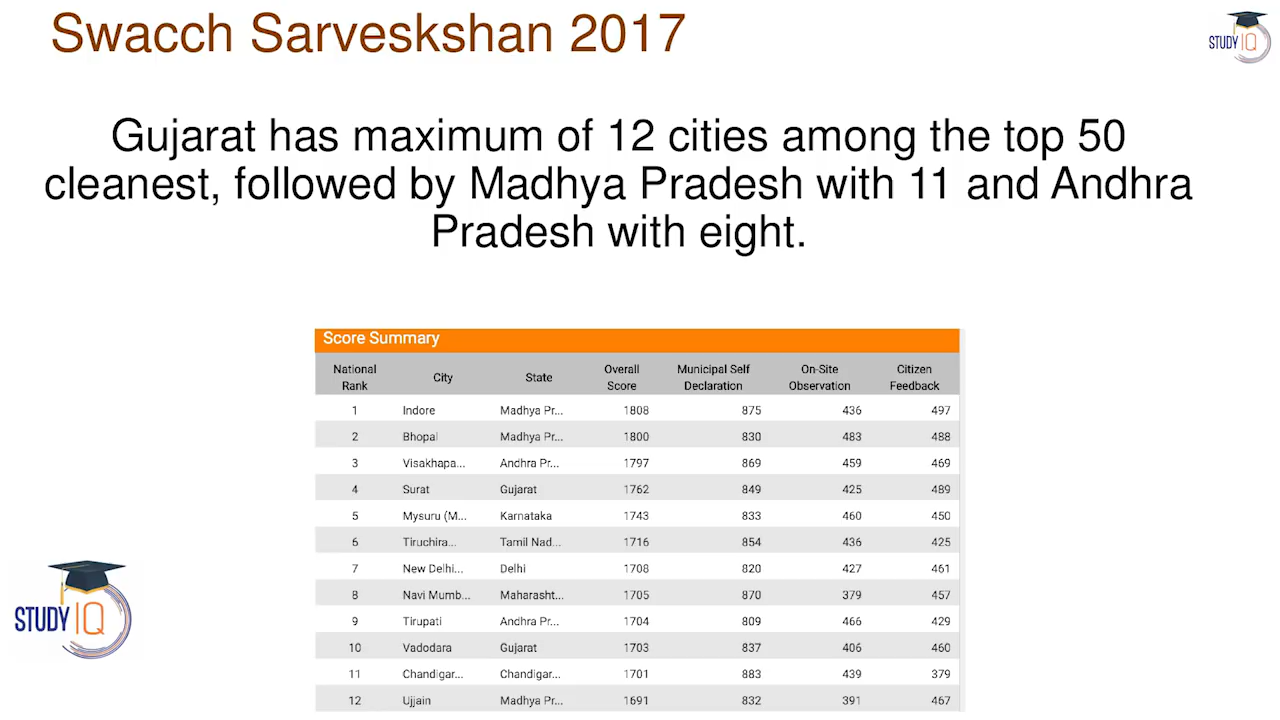 Swacch Sarveskshan 2017
STUDY IQ
Gujarat has maximum of 12 cities among the top 50
cleanest, followed by Madhya Pradesh with 11 and Andhra
Pradesh with eight.
Score Summary
National Rank City State Overall Score Municipal Self Declaration On-Site Observation Citizen Feedback
1 Indore Madhya Pr... 1808 875 436 497
2 Bhopal Madhya Pr... 1800 830 483 488
3 Visakhapa... Andhra Pr... 1797 869 459 469
4 Surat Gujarat 1762 849 425 489
5 Mysuru (M... Karnataka 1743 833 460 450
6 Tiruchira... Tamil Nad... 1716 854 436 425
7 New Delhi... Delhi 1708 820 427 461
8 Navi Mumb... Maharasht... 1705 870 379 457
9 Tirupati Andhra Pr... 1704 809 466 429
10 Vadodara Gujarat 1703 837 406 460
11 Chandigar... Chandigar... 1701 883 439 379
12 Ujjain Madhya Pr... 1691 832 391 467
STUDY IQ